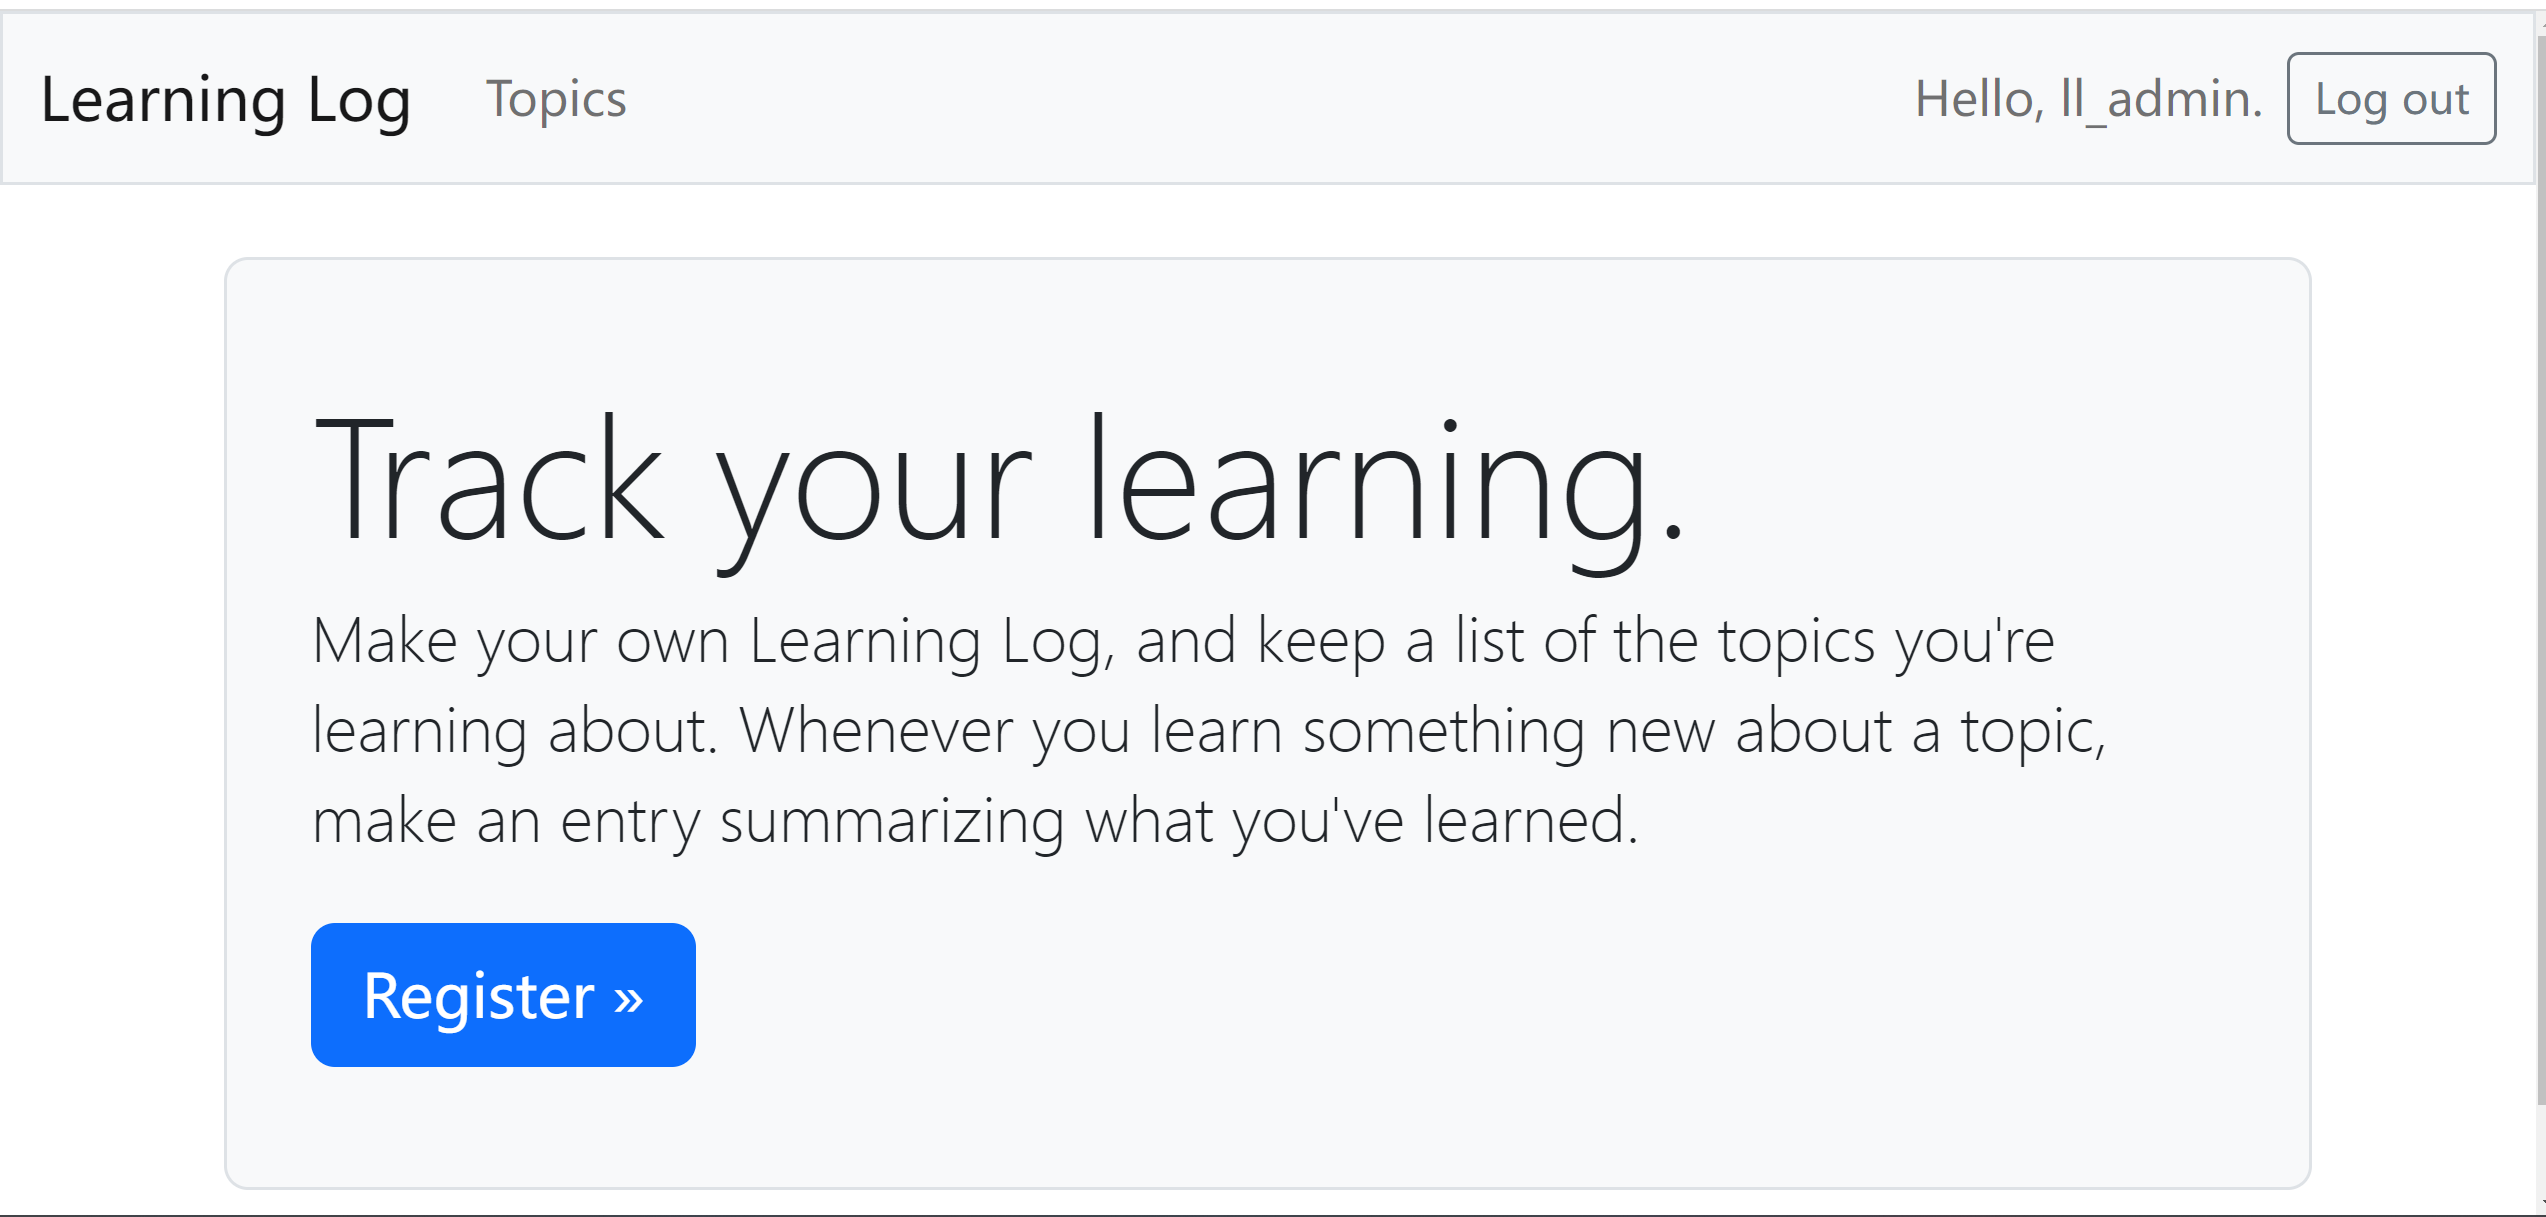 Learning Log Topics Hello, ll_admin. Log out
Track your learning.
Make your own Learning Log, and keep a list of the topics you're
learning about. Whenever you learn something new about a topic,
make an entry summarizing what you've learned.
Register »